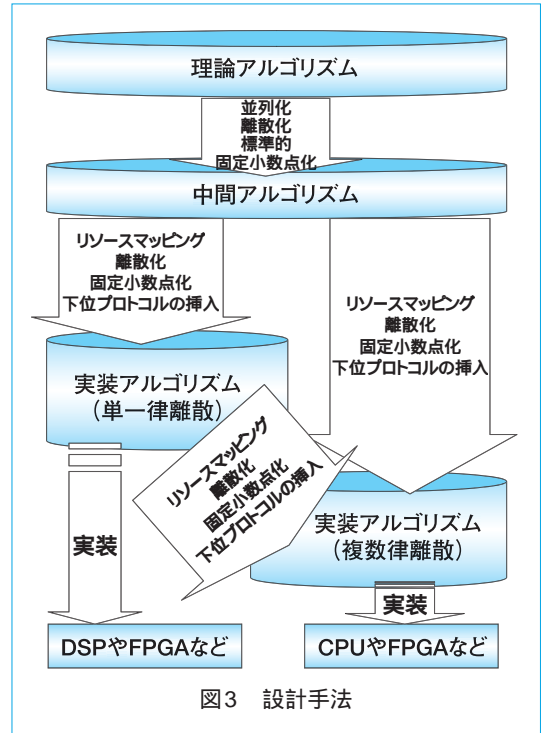 理論アルゴリズム
並列化
離散化
標準的
固定小数点化
中間アルゴリズム
リソースマッピング
離散化
固定小数点化
下位プロトコルの挿入
リソースマッピング
離散化
固定小数点化
下位プロトコルの挿入
実装アルゴリズム
（単一律離散）
リソースマッピング
離散化
固定小数点化
下位プロトコルの挿入
実装アルゴリズム
（複数律離散）
実装
実装
DSPやFPGAなど
CPUやFPGAなど
図3　設計手法